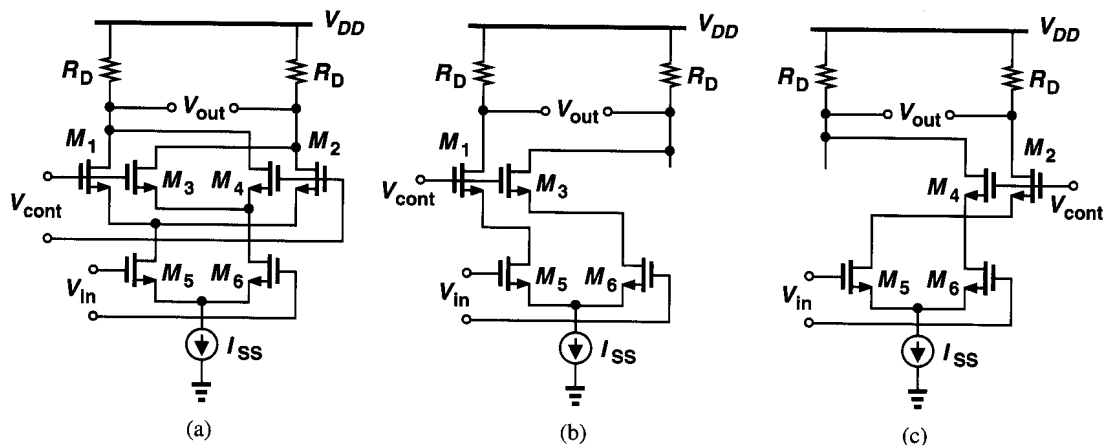 V_DD
R_D
R_D
V_out
M_1
M_2
M_3
M_4
V_cont
M_5
M_6
V_in
I_SS
(a)
V_DD
R_D
R_D
V_out
M_1
M_3
V_cont
M_5
M_6
V_in
I_SS
(b)
V_DD
R_D
R_D
V_out
M_2
M_4
V_cont
M_5
M_6
V_in
I_SS
(c)